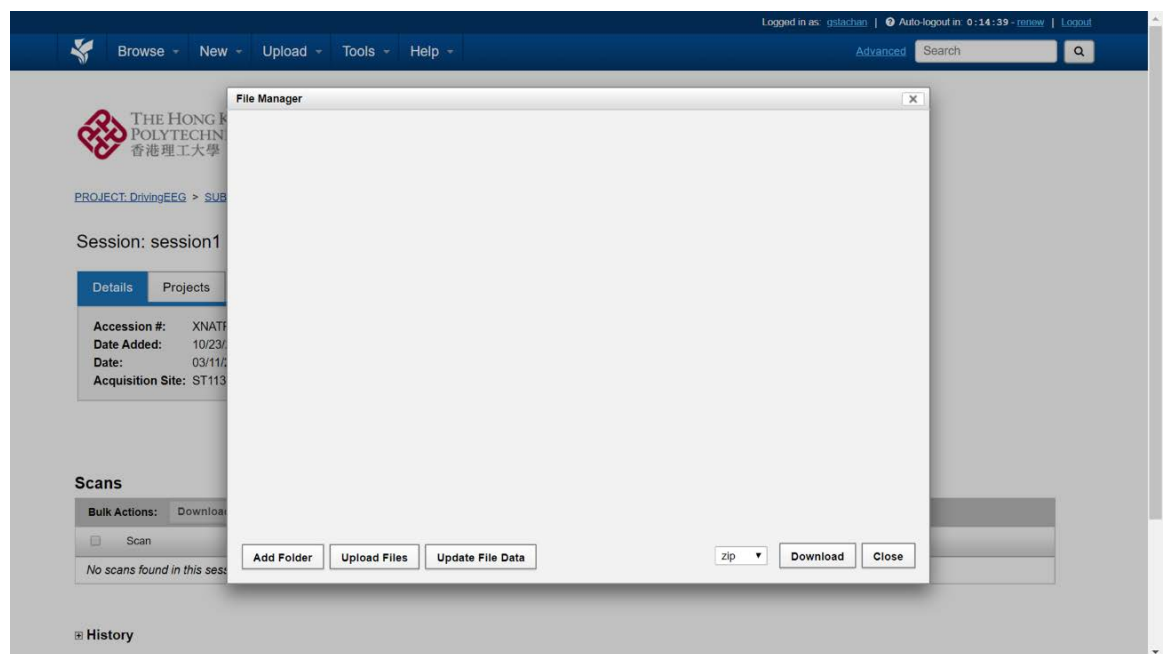 Logged in as: gstachan | Auto-logout in: 0:14:39 - renew | Logout
Browse New Upload Tools Help Advanced Search
File Manager
THE HONG K
POLYTECHN
香港理工大學
PROJECT: DrivingEEG > SUB
Session: session1
Details Projects
Accession #: XNATF
Date Added: 10/23/
Date: 03/11/2
Acquisition Site: ST113
Scans
Bulk Actions: Downloa
Scan
Add Folder Upload Files Update File Data zip Download Close
No scans found in this sess
History